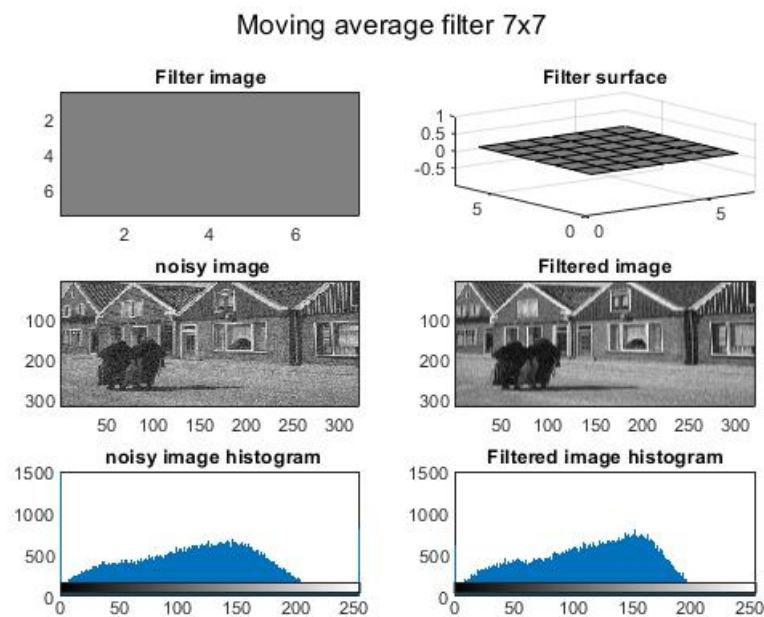 Moving average filter 7x7
Filter image
2
4
6
2 4 6
Filter surface
1
0.5
0
-0.5
5
0 0
5
noisy image
100
200
300
50 100 150 200 250 300
Filtered image
100
200
300
50 100 150 200 250 300
noisy image histogram
1500
1000
500
0
0 50 100 150 200 250
Filtered image histogram
1500
1000
500
0
0 50 100 150 200 250